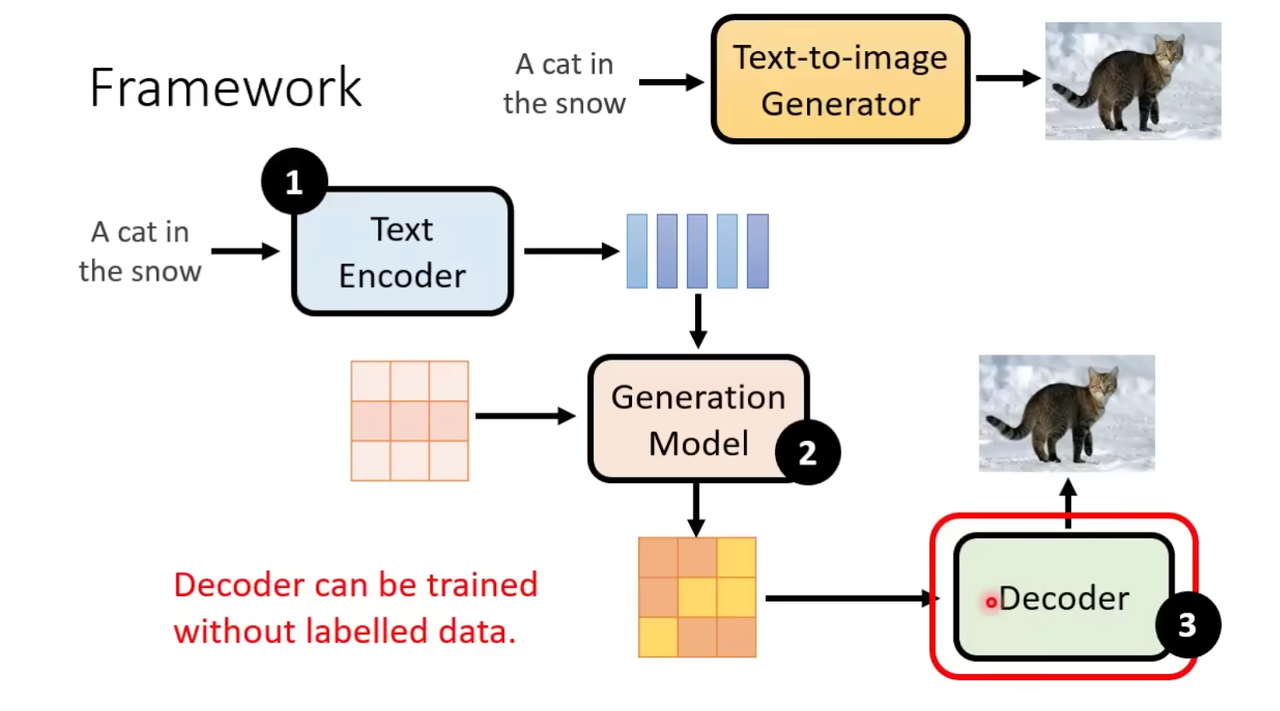 Framework
A cat in
the snow
Text-to-image
Generator
1
A cat in
the snow
Text
Encoder
Generation
Model
2
Decoder can be trained
without labelled data.
Decoder
3